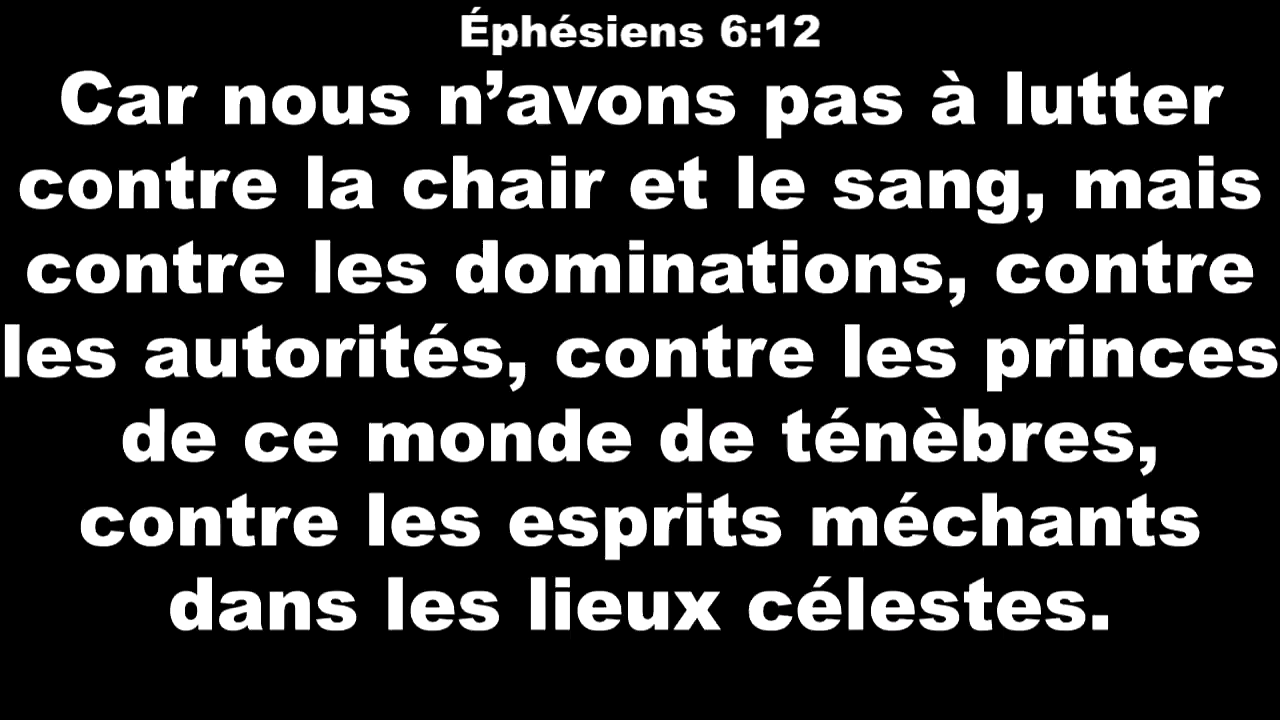 Éphésiens 6:12
Car nous n’avons pas à lutter
contre la chair et le sang, mais
contre les dominations, contre
les autorités, contre les princes
de ce monde de ténèbres,
contre les esprits méchants
dans les lieux célestes.